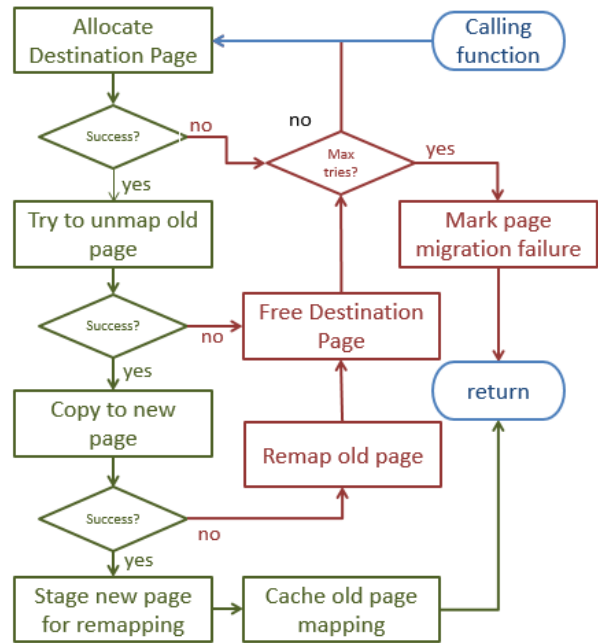 Allocate
Destination Page
Calling
function
no
Success?
no
Max
tries?
yes
yes
Try to unmap old
page
Mark page
migration failure
Success?
no
Free Destination
Page
yes
return
Copy to new
page
Remap old page
Success?
no
yes
Stage new page
for remapping
Cache old page
mapping